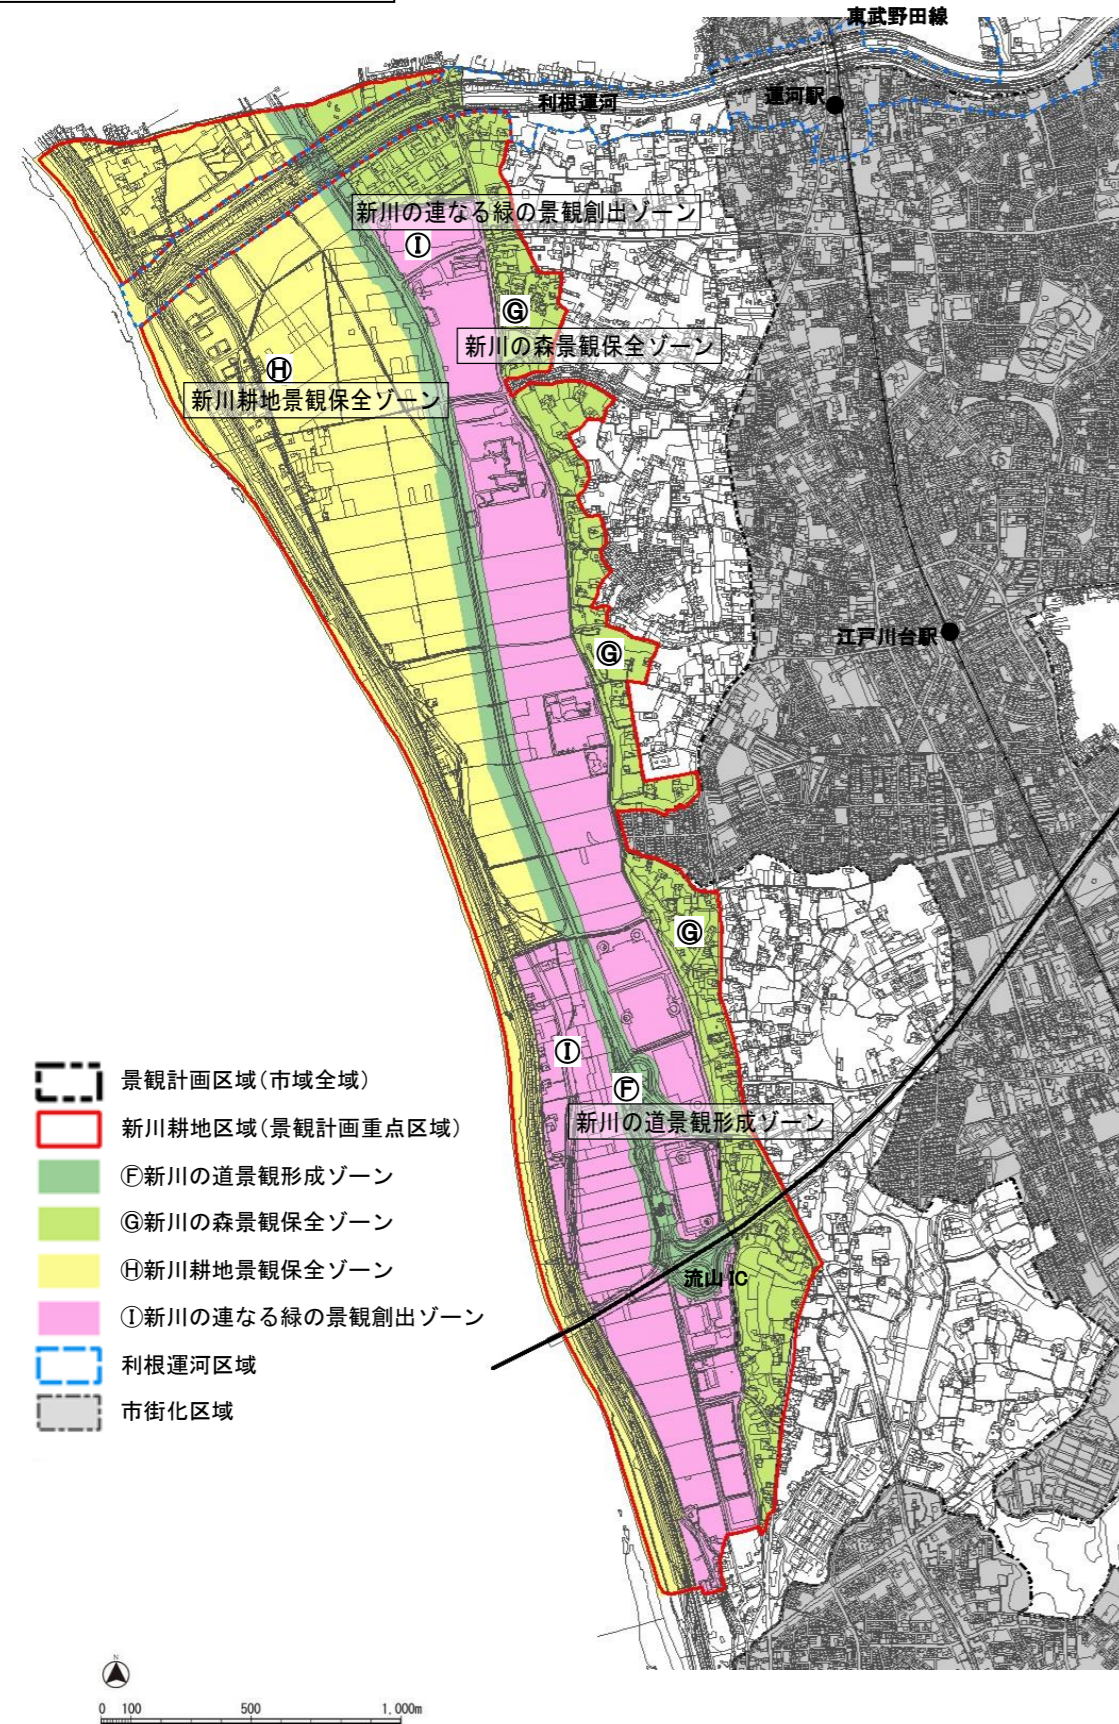 東武野田線
利根運河
運河駅
新川の連なる緑の景観創出ゾーン
Ⓘ
Ⓖ
新川の森景観保全ゾーン
Ⓗ
新川耕地景観保全ゾーン
江戸川台駅
Ⓖ
Ⓖ
Ⓘ
Ⓕ
新川の道景観形成ゾーン
流山IC
景観計画区域(市域全域)
新川耕地区域(景観計画重点区域)
Ⓕ新川の道景観形成ゾーン
Ⓖ新川の森景観保全ゾーン
Ⓗ新川耕地景観保全ゾーン
Ⓘ新川の連なる緑の景観創出ゾーン
利根運河区域
市街化区域
N
0 100 500 1,000m